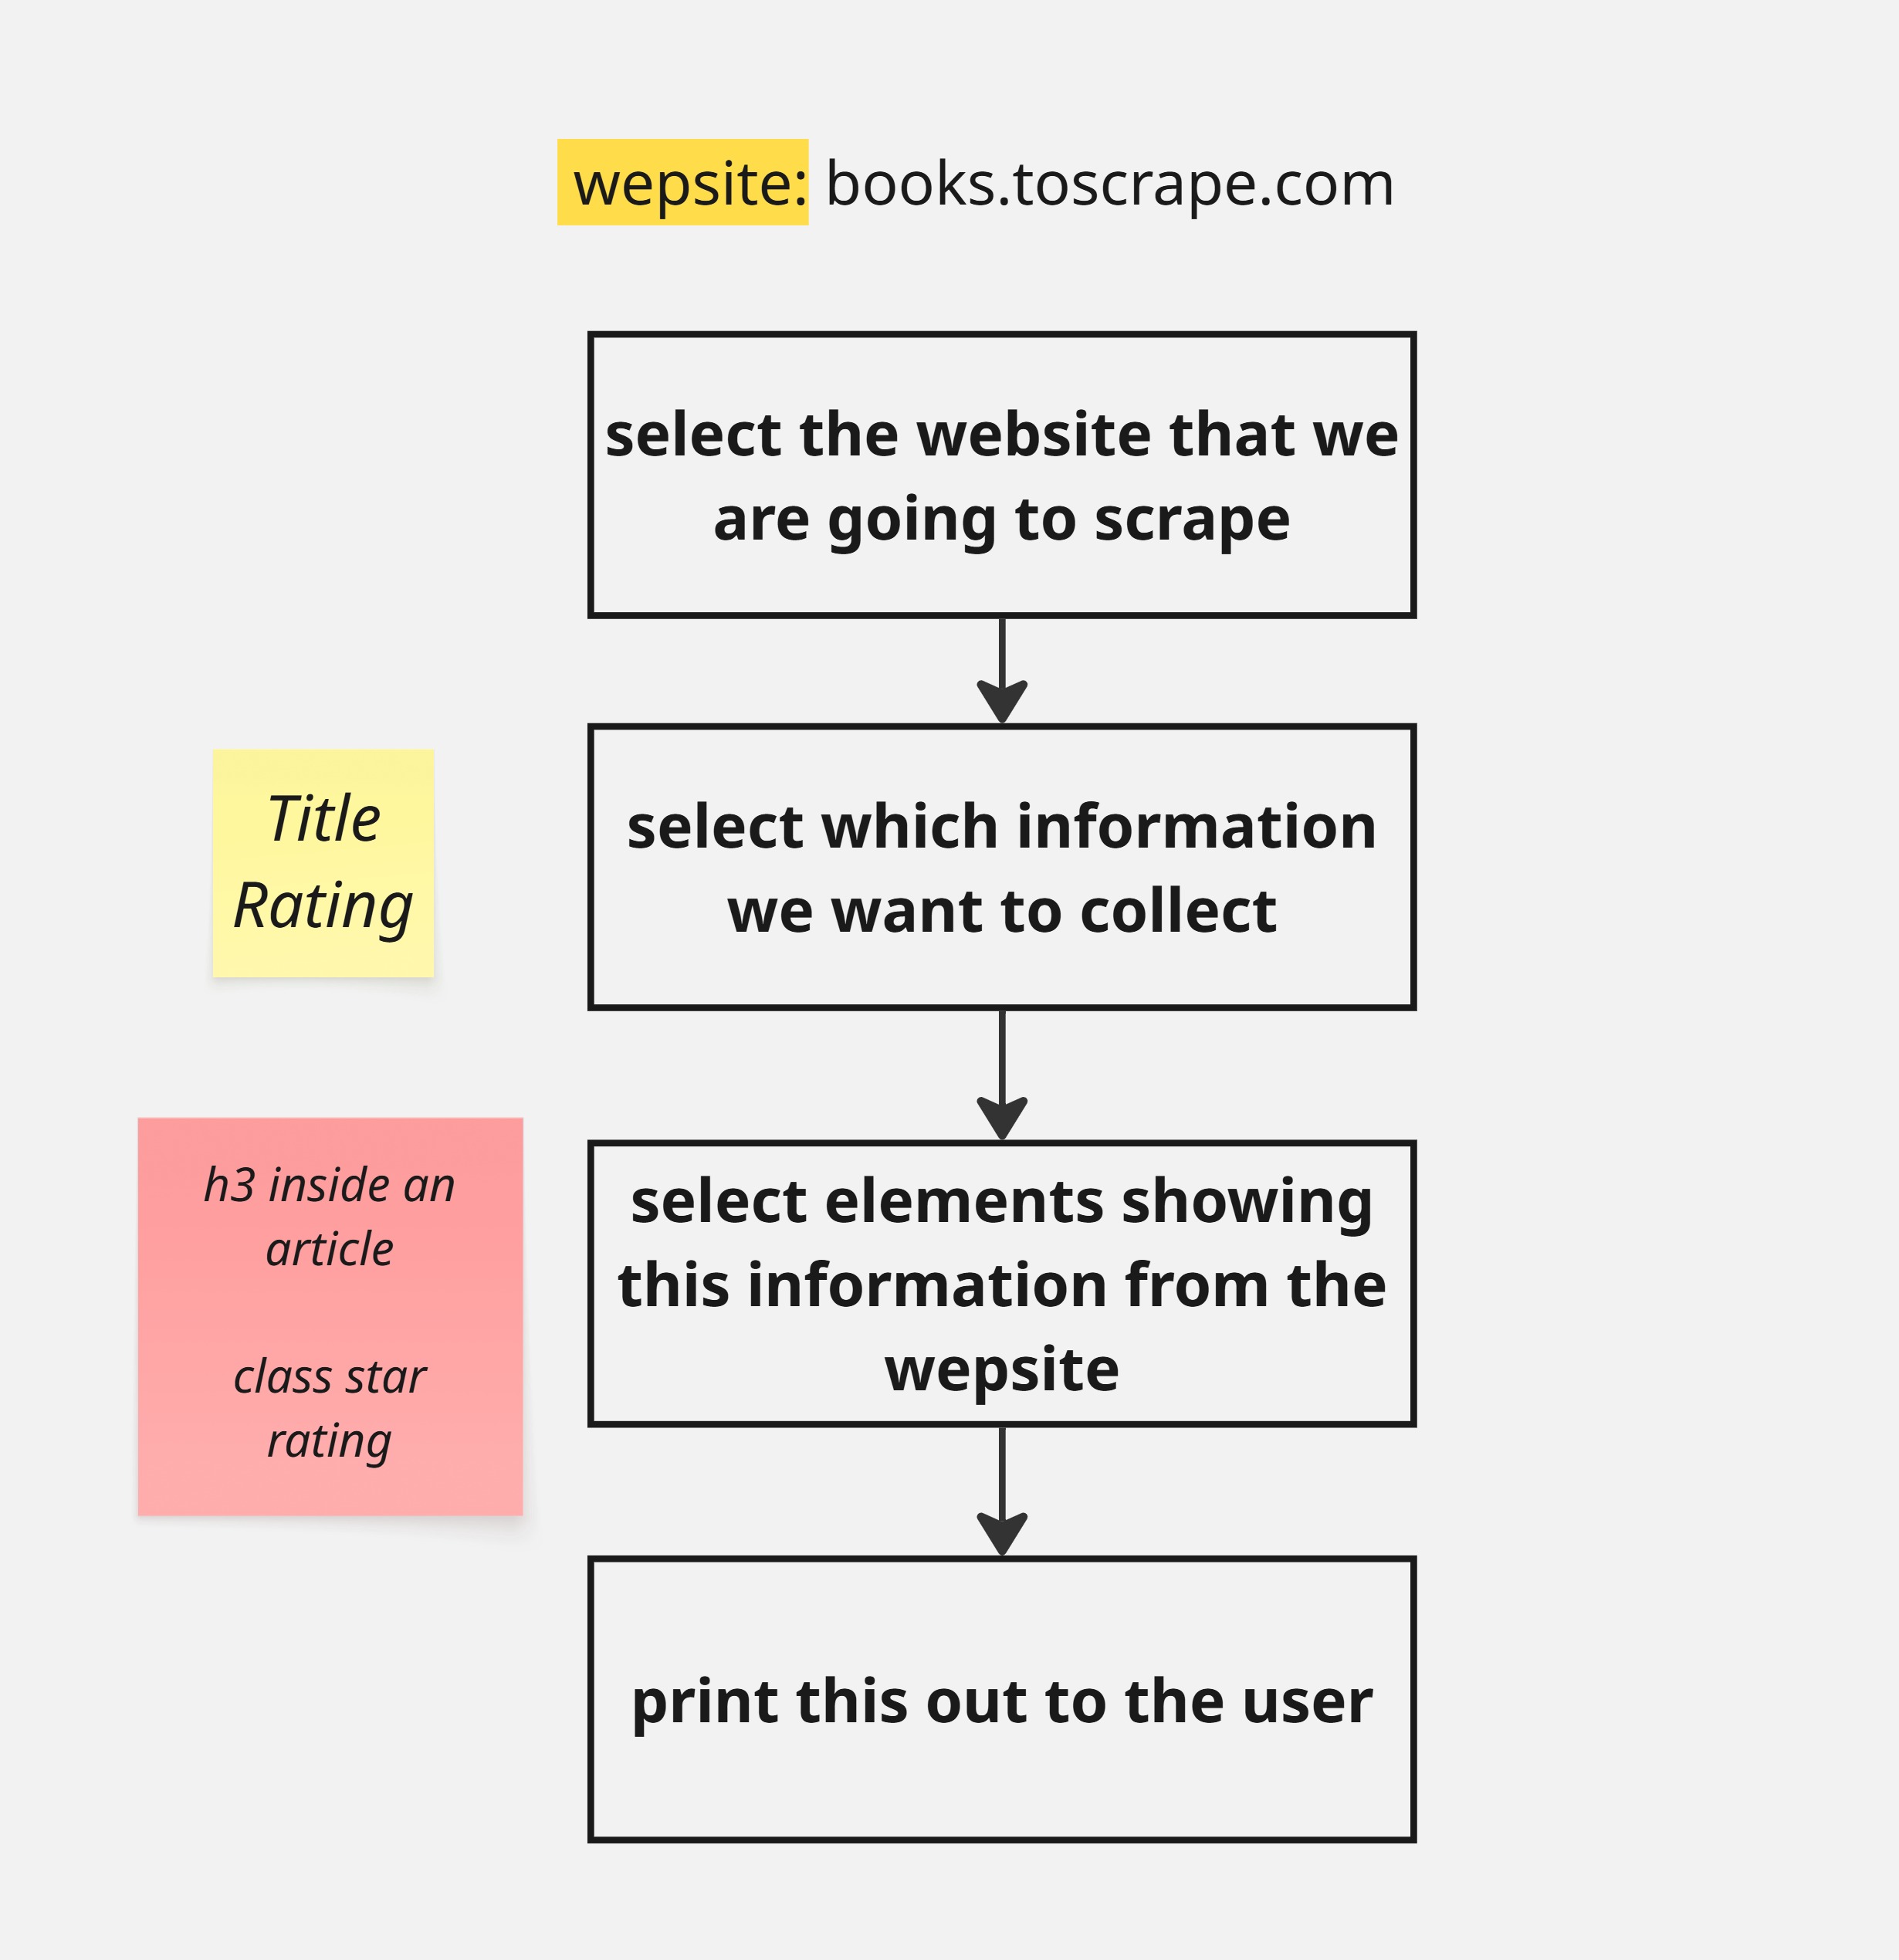 wepsite: books.toscrape.com
select the website that we
are going to scrape
Title
Rating
select which information
we want to collect
h3 inside an
article
class star
rating
select elements showing
this information from the
wepsite
print this out to the user